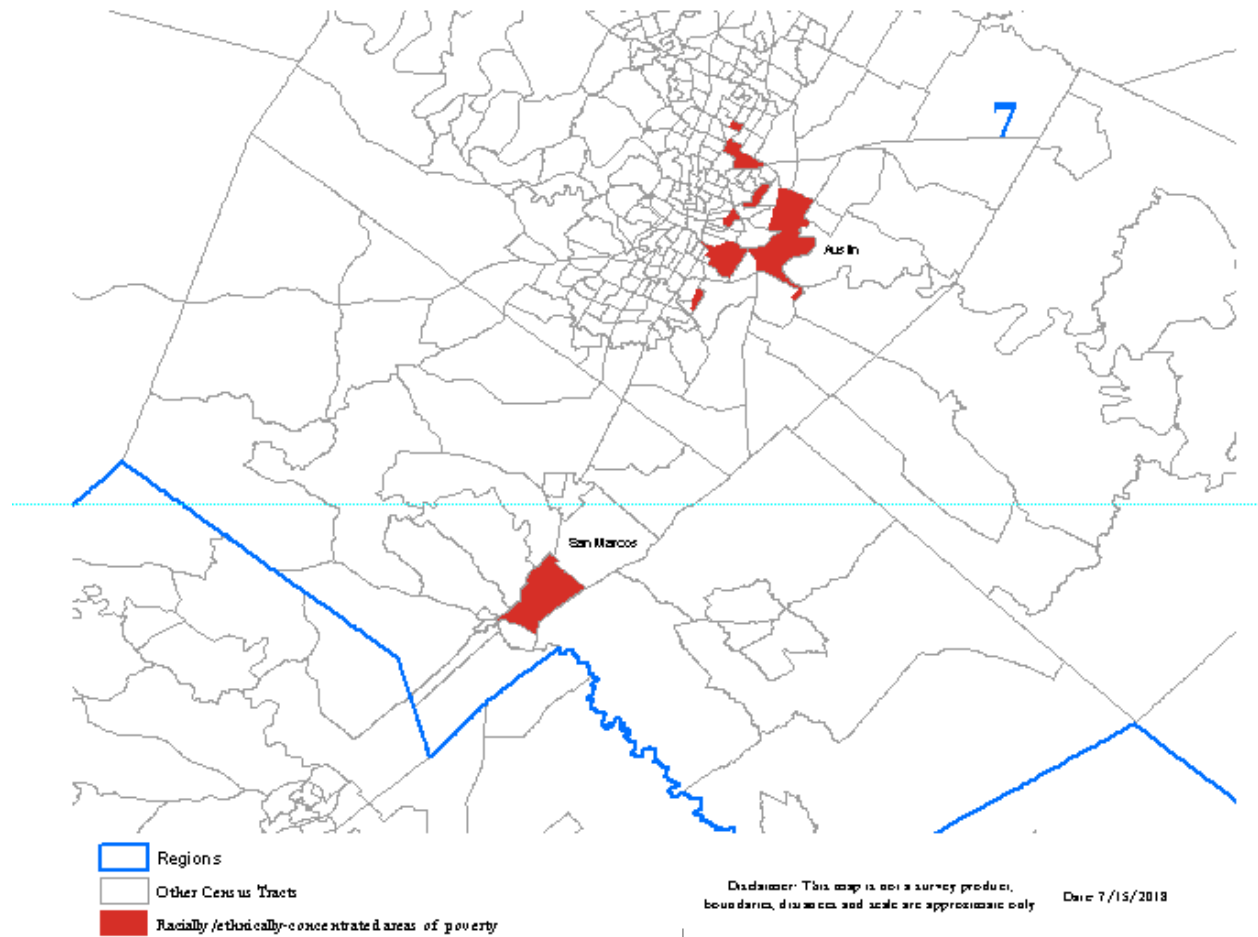 7
Austin
San Marcos
Regions
Other Census Tracts
Racially/ethnically-concentrated areas of poverty
Disclaimer: This map is not a survey product,
boundaries, distances and scale are approximate only
Date: 7/15/2018